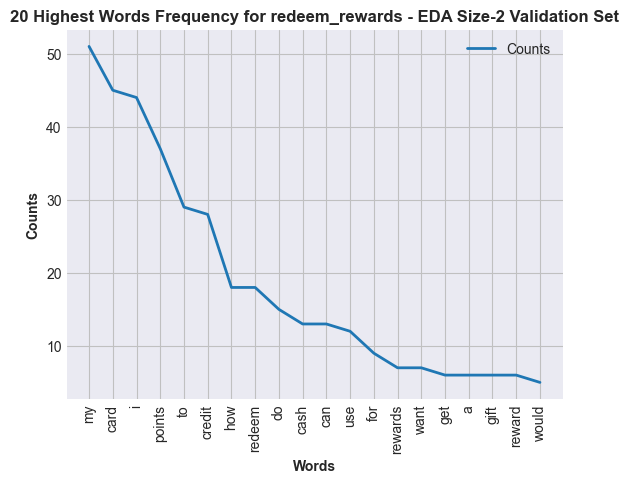 20 Highest Words Frequency for redeem_rewards - EDA Size-2 Validation Set
Counts
50
40
30
20
10
Counts
my
card
i
points
to
credit
how
redeem
do
cash
can
use
for
rewards
want
get
a
gift
reward
would
Words